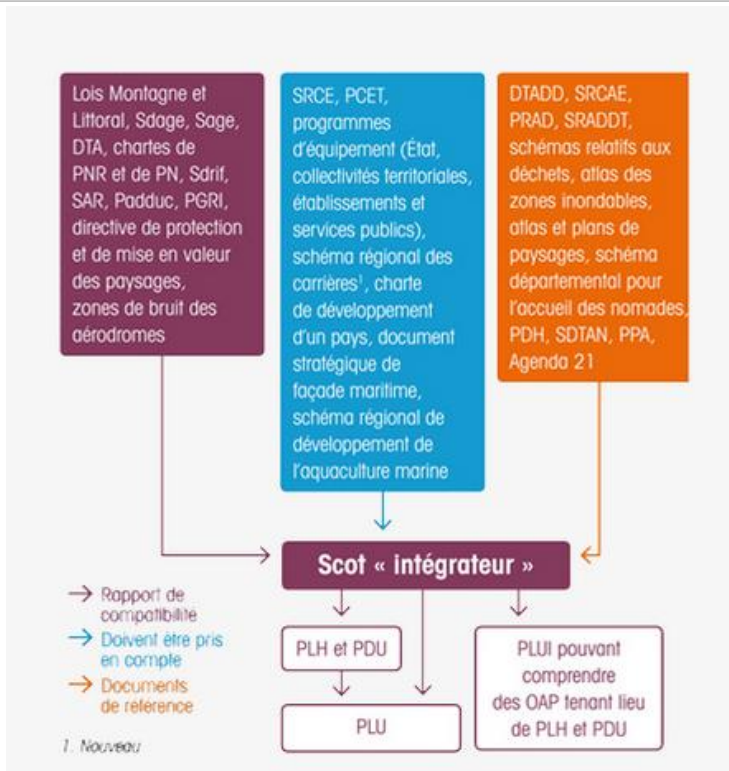 Lois Montagne et
Littoral, Sdage, Sage,
DTA, chartes de
PNR et de PN, Sdrif,
SAR, Padduc, PGRI,
directive de protection
et de mise en valeur
des paysages,
zones de bruit des
aérodromes
SRCE, PCET,
programmes
d'équipement (État,
collectivités territoriales,
établissements et
services publics),
schéma régional des
carrières¹, charte
de développement
d'un pays, document
stratégique de
façade maritime,
schéma régional de
développement de
l'aquaculture marine
DTADD, SRCAE,
PRAD, SRADDT,
schémas relatifs aux
déchets, atlas des
zones inondables,
atlas et plans de
paysages, schéma
départemental pour
l'accueil des nomades,
PDH, SDTAN, PPA,
Agenda 21
Scot « intégrateur »
Rapport de
compatibilité
Doivent être pris
en compte
Documents
de référence
1. Nouveau
PLH et PDU
PLU
PLUI pouvant
comprendre
des OAP tenant lieu
de PLH et PDU